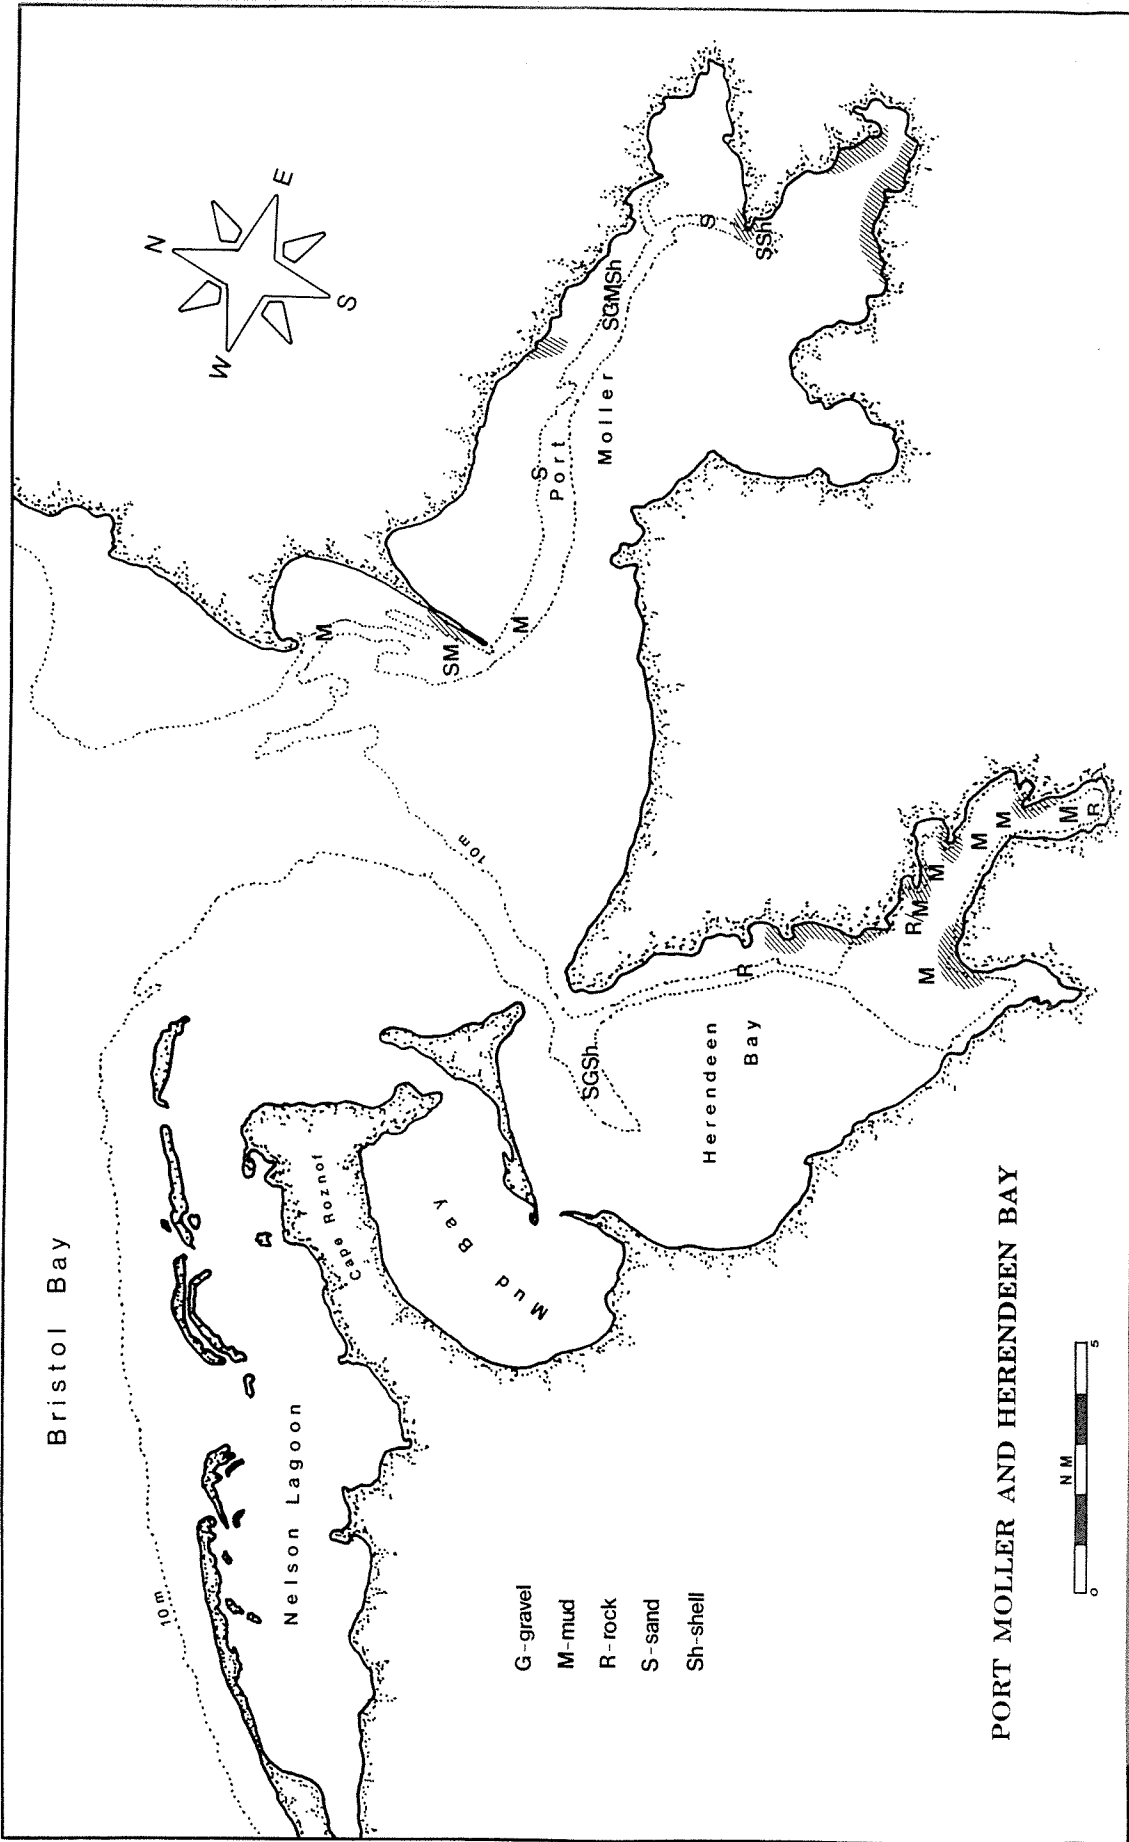 Bristol Bay
10 m
Nelson Lagoon
Cape Roznof
Mud Bay
Herendeen
Bay
SGSh
R
10 m
M
SM
M
S
Port
Moller
SGMSh
S
SSh
N
E
S
W
M
R/M
M
M
M
M
R
G-gravel
M-mud
R-rock
S-sand
Sh-shell
PORT MOLLER AND HERENDEEN BAY
NM
0 5